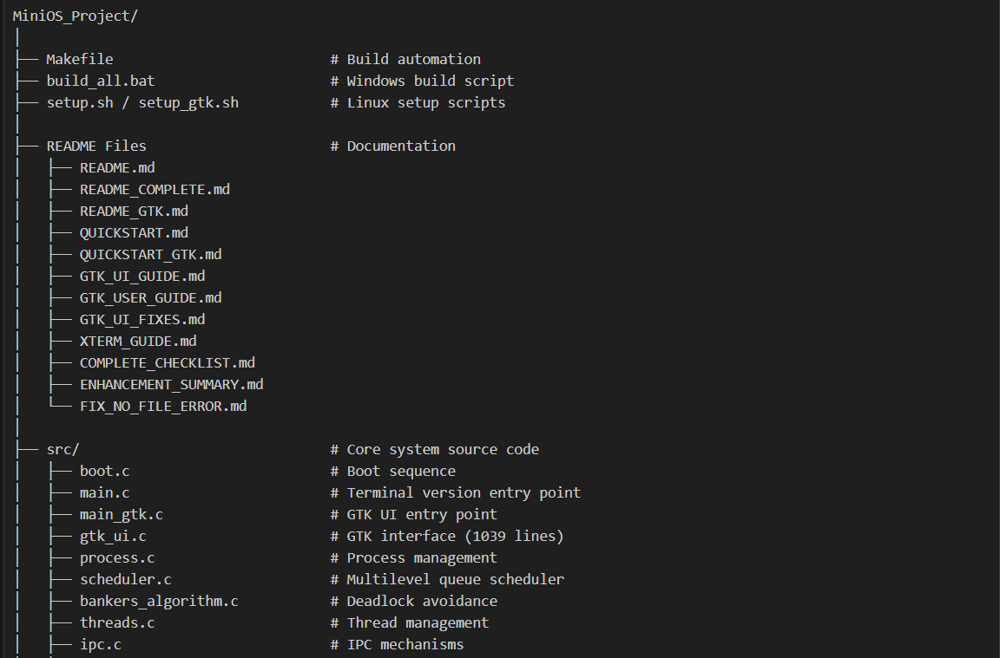 MiniOS_Project/
│
├── Makefile                          # Build automation
├── build_all.bat                     # Windows build script
├── setup.sh / setup_gtk.sh           # Linux setup scripts
│
├── README Files                      # Documentation
│   ├── README.md
│   ├── README_COMPLETE.md
│   ├── README_GTK.md
│   ├── QUICKSTART.md
│   ├── QUICKSTART_GTK.md
│   ├── GTK_UI_GUIDE.md
│   ├── GTK_USER_GUIDE.md
│   ├── GTK_UI_FIXES.md
│   ├── XTERM_GUIDE.md
│   ├── COMPLETE_CHECKLIST.md
│   ├── ENHANCEMENT_SUMMARY.md
│   └── FIX_NO_FILE_ERROR.md
│
├── src/                              # Core system source code
│   ├── boot.c                        # Boot sequence
│   ├── main.c                        # Terminal version entry point
│   ├── main_gtk.c                    # GTK UI entry point
│   ├── gtk_ui.c                      # GTK interface (1039 lines)
│   ├── process.c                     # Process management
│   ├── scheduler.c                   # Multilevel queue scheduler
│   ├── bankers_algorithm.c           # Deadlock avoidance
│   ├── threads.c                     # Thread management
│   ├── ipc.c                         # IPC mechanisms